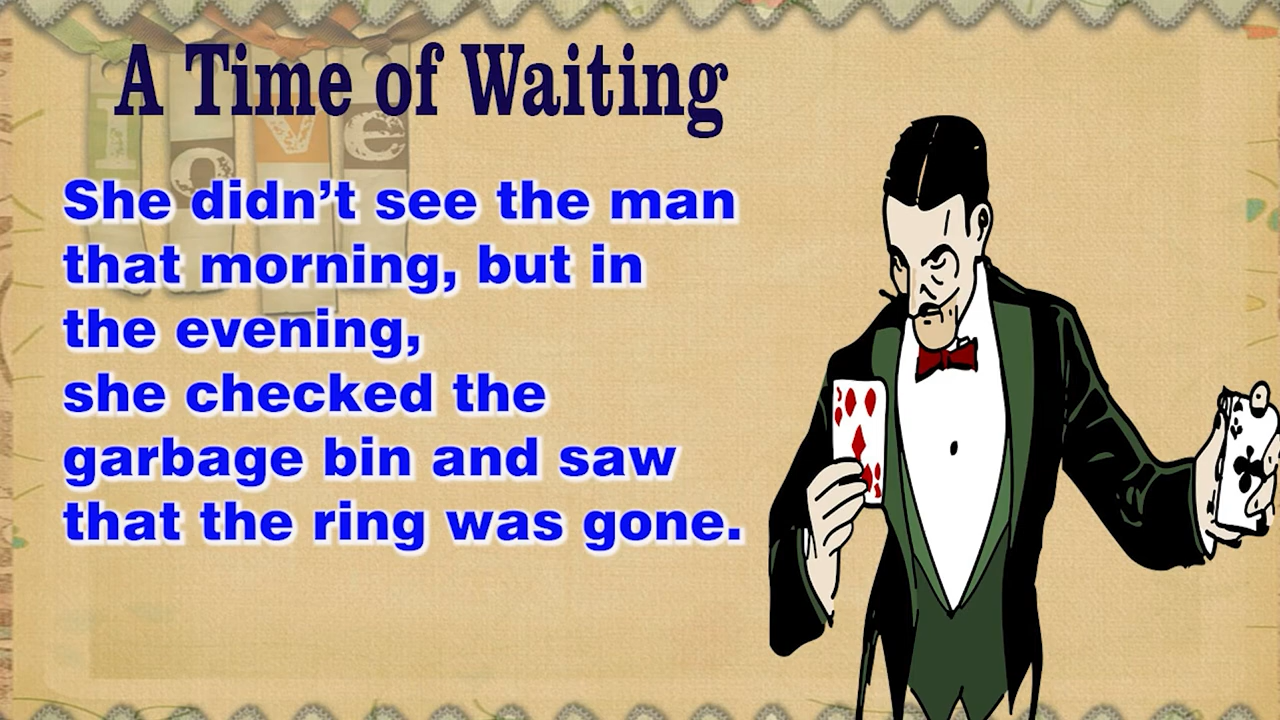 A Time of Waiting
Love
She didn’t see the man
that morning, but in
the evening,
she checked the
garbage bin and saw
that the ring was gone.